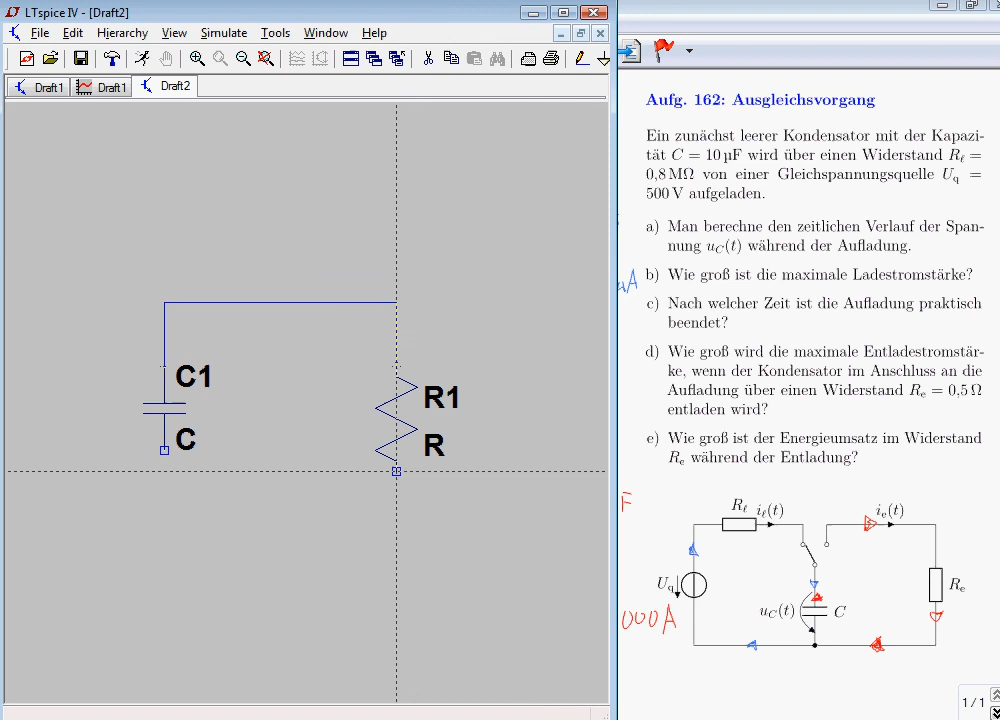 LTspice IV - [Draft2]
File Edit Hierarchy View Simulate Tools Window Help
Draft1 Draft1 Draft2
C1
C
R1
R
Aufg. 162: Ausgleichsvorgang
Ein zunächst leerer Kondensator mit der Kapazi-
tät C = 10 µF wird über einen Widerstand Rℓ =
0,8 MΩ von einer Gleichspannungsquelle Uq =
500 V aufgeladen.
a) Man berechne den zeitlichen Verlauf der Span-
nung uC(t) während der Aufladung.
b) Wie groß ist die maximale Ladestromstärke?
c) Nach welcher Zeit ist die Aufladung praktisch
beendet?
d) Wie groß wird die maximale Entladestromstär-
ke, wenn der Kondensator im Anschluss an die
Aufladung über einen Widerstand Re = 0,5 Ω
entladen wird?
e) Wie groß ist der Energieumsatz im Widerstand
Re während der Entladung?
µA
F
000A
Rℓ iℓ(t) ie(t)
Uq uC(t) C Re
1/1